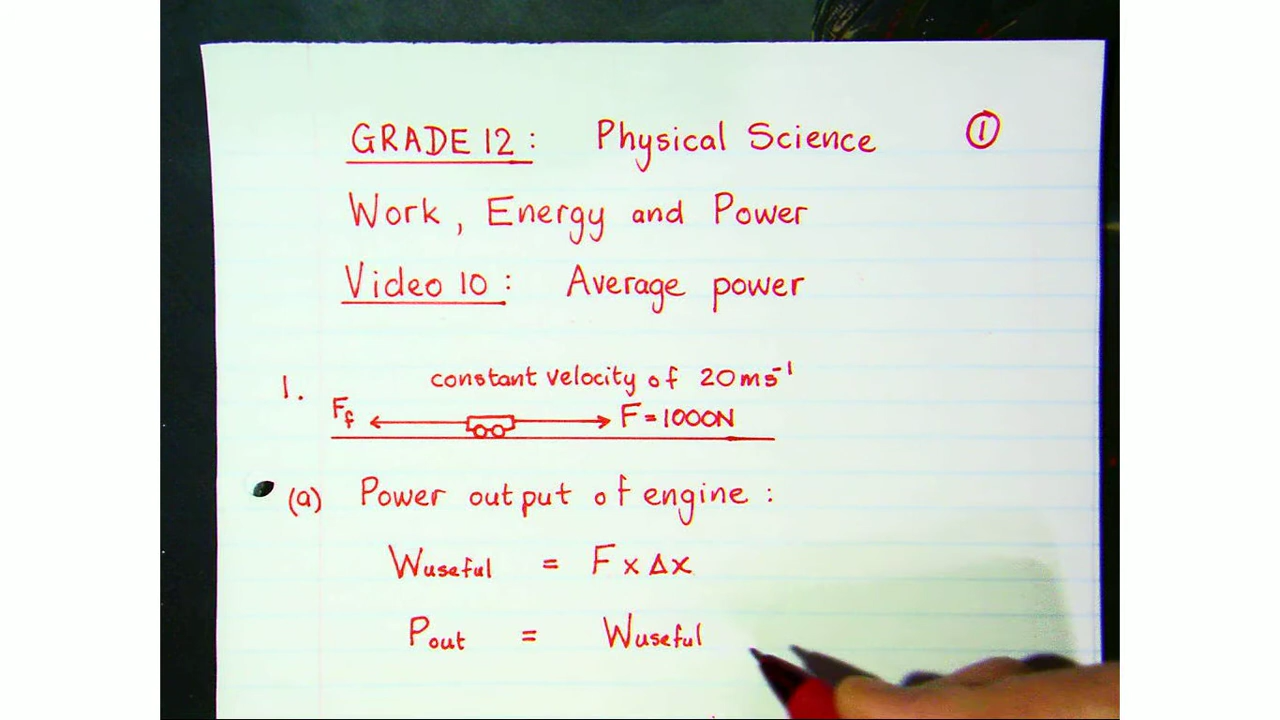 GRADE 12 : Physical Science ①
Work, Energy and Power
Video 10 : Average power
1. constant velocity of 20ms⁻¹
Ff F = 1000N
(a) Power output of engine :
Wuseful = F x Δx
Pout = Wuseful